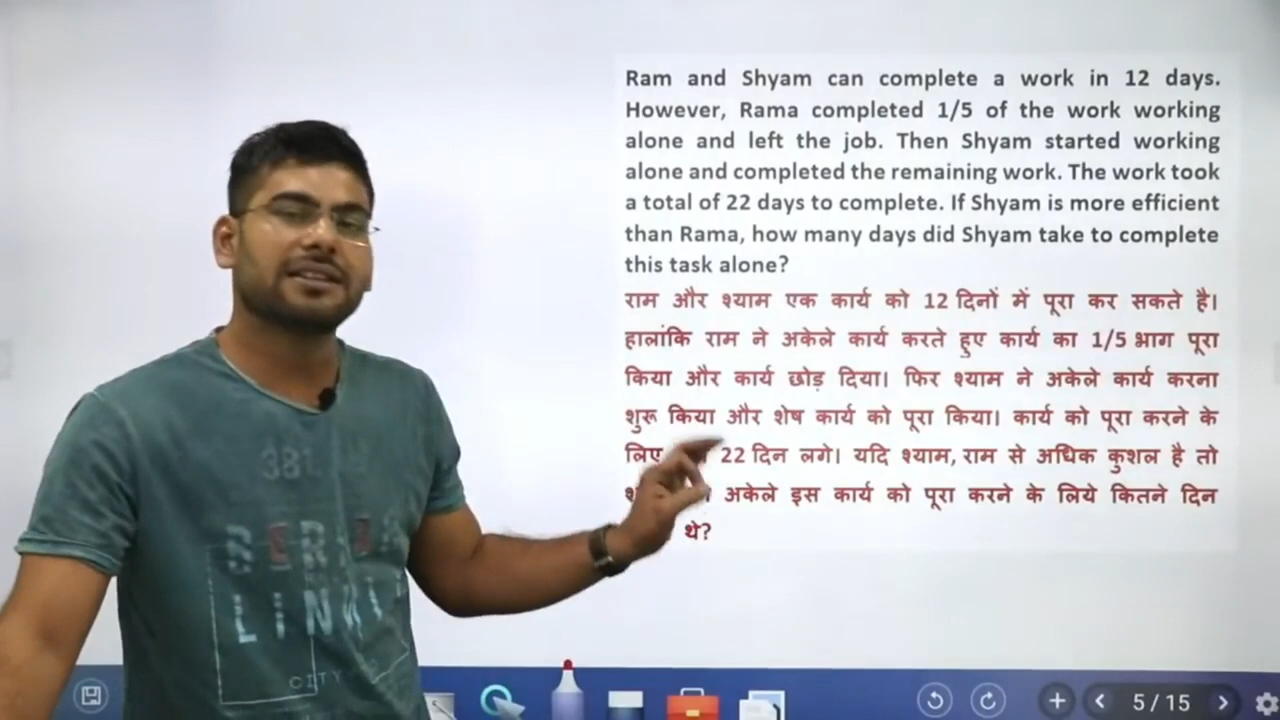 Ram and Shyam can complete a work in 12 days.
However, Rama completed 1/5 of the work working
alone and left the job. Then Shyam started working
alone and completed the remaining work. The work took
a total of 22 days to complete. If Shyam is more efficient
than Rama, how many days did Shyam take to complete
this task alone?
राम और श्याम एक कार्य को 12 दिनों में पूरा कर सकते है।
हालांकि राम ने अकेले कार्य करते हुए कार्य का 1/5 भाग पूरा
किया और कार्य छोड़ दिया। फिर श्याम ने अकेले कार्य करना
शुरू किया और शेष कार्य को पूरा किया। कार्य को पूरा करने के
लिए 22 दिन लगे। यदि श्याम, राम से अधिक कुशल है तो
अकेले इस कार्य को पूरा करने के लिये कितने दिन
थे?
LINMIT
CITY
5 / 15